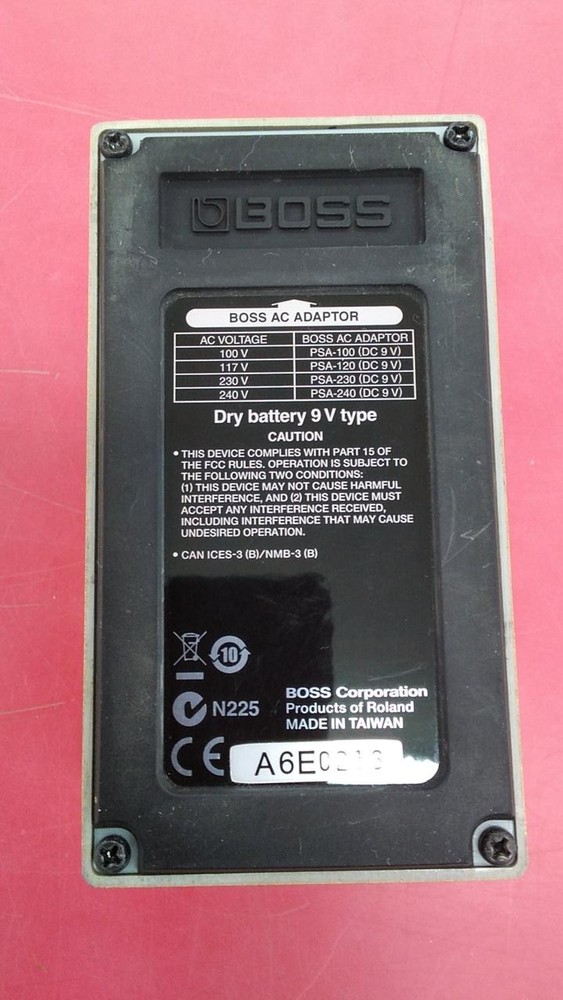 BOSS
BOSS AC ADAPTOR
AC VOLTAGE BOSS AC ADAPTOR
100 V PSA-100 (DC 9 V)
117 V PSA-120 (DC 9 V)
230 V PSA-230 (DC 9 V)
240 V PSA-240 (DC 9 V)
Dry battery 9 V type
CAUTION
• THIS DEVICE COMPLIES WITH PART 15 OF
THE FCC RULES. OPERATION IS SUBJECT TO
THE FOLLOWING TWO CONDITIONS:
(1) THIS DEVICE MAY NOT CAUSE HARMFUL
INTERFERENCE, AND (2) THIS DEVICE MUST
ACCEPT ANY INTERFERENCE RECEIVED,
INCLUDING INTERFERENCE THAT MAY CAUSE
UNDESIRED OPERATION.
• CAN ICES-3 (B)/NMB-3 (B)
10
N225
BOSS Corporation
Products of Roland
MADE IN TAIWAN
CE